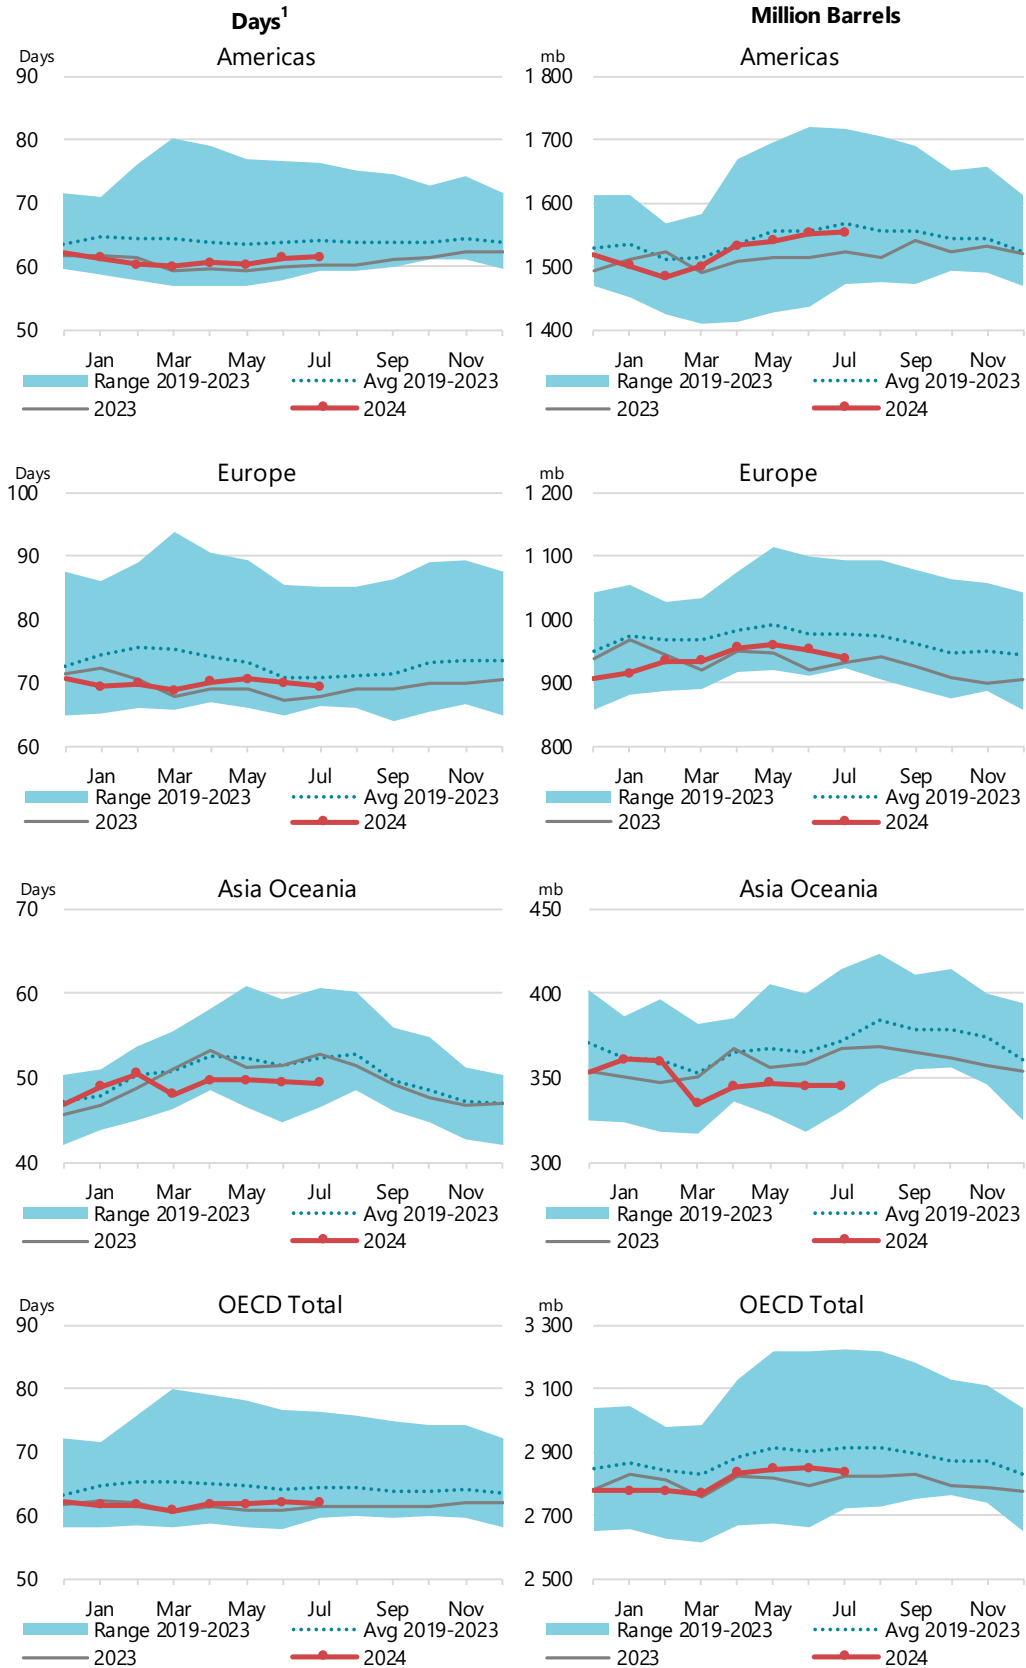 Days1
Million Barrels
Days
Americas
90
80
70
60
50
Jan Mar May Jul Sep Nov
Range 2019-2023
Avg 2019-2023
2023
2024
mb
Americas
1 800
1 700
1 600
1 500
1 400
Jan Mar May Jul Sep Nov
Range 2019-2023
Avg 2019-2023
2023
2024
Days
Europe
100
90
80
70
60
Jan Mar May Jul Sep Nov
Range 2019-2023
Avg 2019-2023
2023
2024
mb
Europe
1 200
1 100
1 000
900
800
Jan Mar May Jul Sep Nov
Range 2019-2023
Avg 2019-2023
2023
2024
Days
Asia Oceania
70
60
50
40
Jan Mar May Jul Sep Nov
Range 2019-2023
Avg 2019-2023
2023
2024
mb
Asia Oceania
450
400
350
300
Jan Mar May Jul Sep Nov
Range 2019-2023
Avg 2019-2023
2023
2024
Days
OECD Total
90
80
70
60
50
Jan Mar May Jul Sep Nov
Range 2019-2023
Avg 2019-2023
2023
2024
mb
OECD Total
3 300
3 100
2 900
2 700
2 500
Jan Mar May Jul Sep Nov
Range 2019-2023
Avg 2019-2023
2023
2024